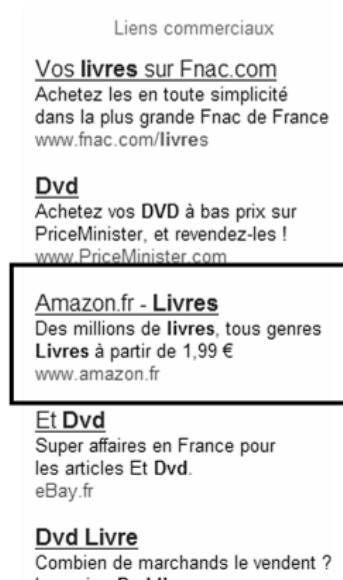 Liens commerciaux
Vos livres sur Fnac.com
Achetez les en toute simplicité
dans la plus grande Fnac de France
www.fnac.com/livres
Dvd
Achetez vos DVD à bas prix sur
PriceMinister, et revendez-les !
www.PriceMinister.com
Amazon.fr - Livres
Des millions de livres, tous genres
Livres à partir de 1,99 €
www.amazon.fr
Et Dvd
Super affaires en France pour
les articles Et Dvd.
eBay.fr
Dvd Livre
Combien de marchands le vendent ?